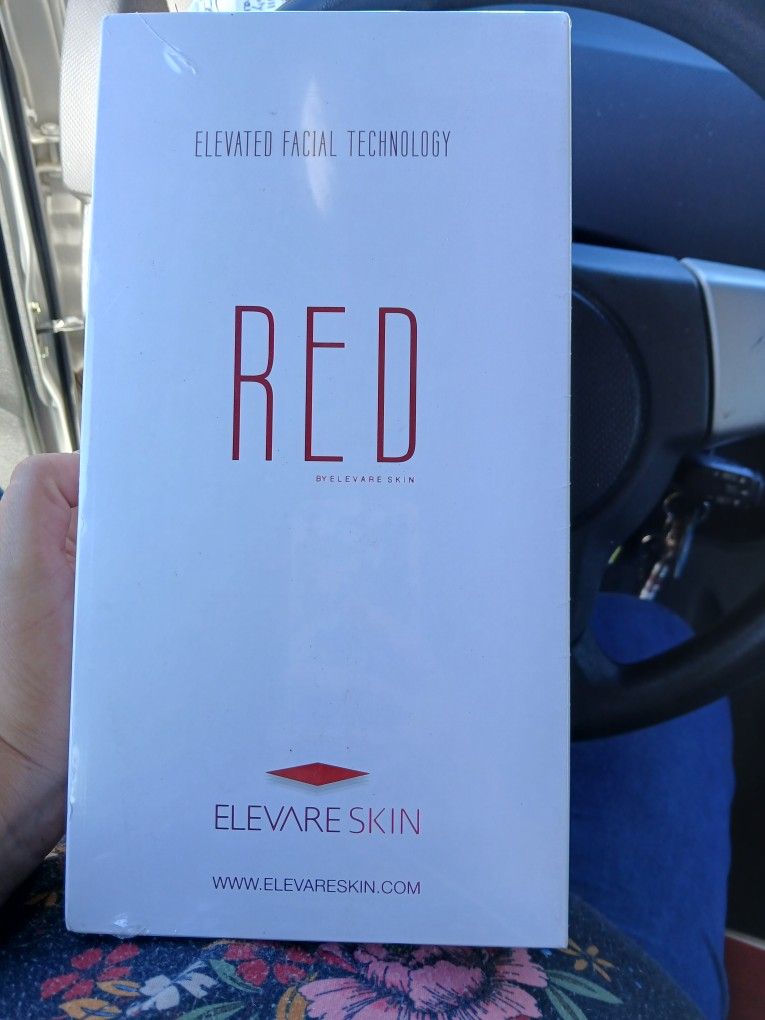 ELEVATED FACIAL TECHNOLOGY
RED
BY ELEVARE SKIN
ELEVARE SKIN
WWW.ELEVARESKIN.COM